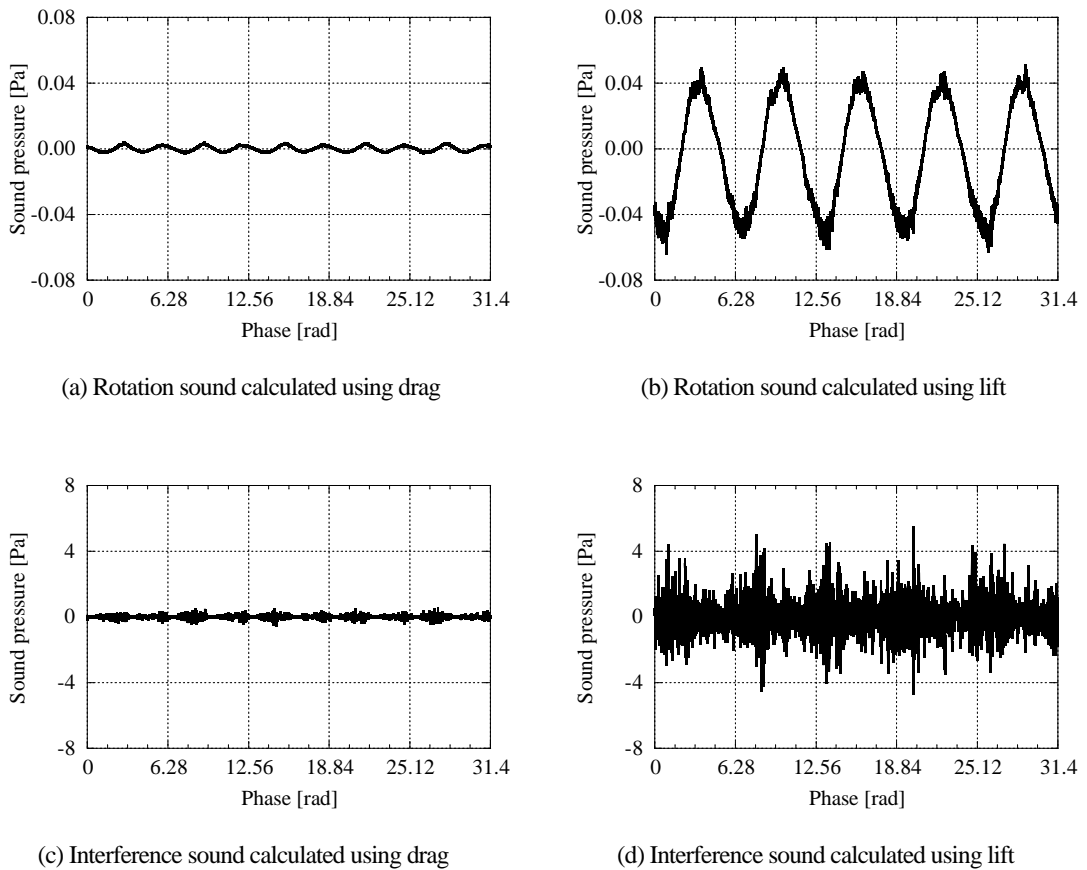 0.08
0.04
0.00
-0.04
-0.08
Sound pressure [Pa]
0 6.28 12.56 18.84 25.12 31.4
Phase [rad]
(a) Rotation sound calculated using drag
0.08
0.04
0.00
-0.04
-0.08
Sound pressure [Pa]
0 6.28 12.56 18.84 25.12 31.4
Phase [rad]
(b) Rotation sound calculated using lift
8
4
0
-4
-8
Sound pressure [Pa]
0 6.28 12.56 18.84 25.12 31.4
Phase [rad]
(c) Interference sound calculated using drag
8
4
0
-4
-8
Sound pressure [Pa]
0 6.28 12.56 18.84 25.12 31.4
Phase [rad]
(d) Interference sound calculated using lift